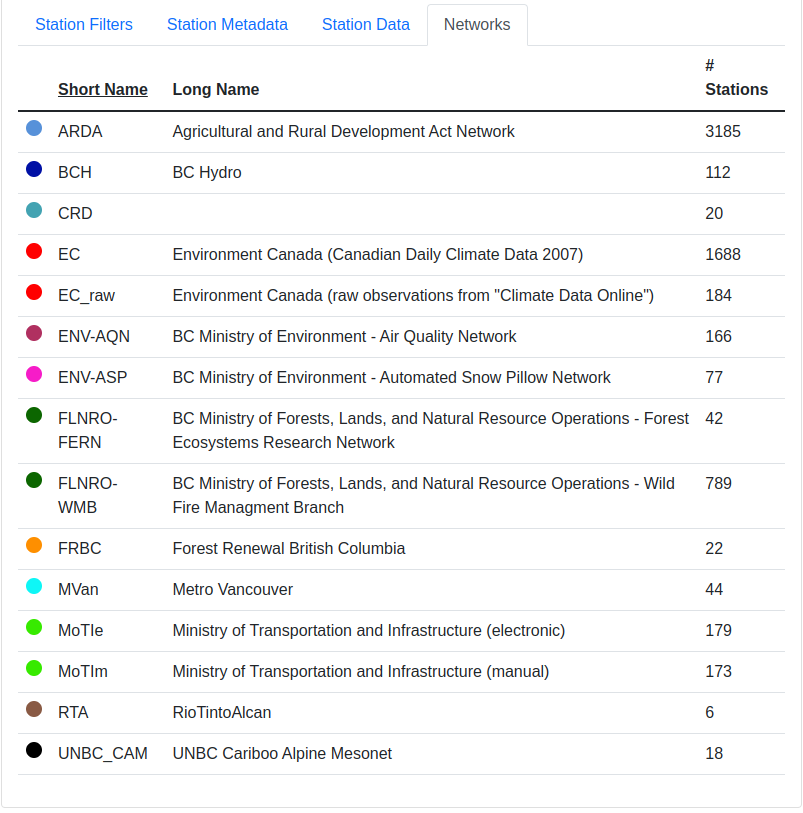 Station Filters Station Metadata Station Data Networks
#
Short Name Long Name Stations
ARDA Agricultural and Rural Development Act Network 3185
BCH BC Hydro 112
CRD 20
EC Environment Canada (Canadian Daily Climate Data 2007) 1688
EC_raw Environment Canada (raw observations from "Climate Data Online") 184
ENV-AQN BC Ministry of Environment - Air Quality Network 166
ENV-ASP BC Ministry of Environment - Automated Snow Pillow Network 77
FLNRO- BC Ministry of Forests, Lands, and Natural Resource Operations - Forest 42
FERN Ecosystems Research Network
FLNRO- BC Ministry of Forests, Lands, and Natural Resource Operations - Wild 789
WMB Fire Managment Branch
FRBC Forest Renewal British Columbia 22
MVan Metro Vancouver 44
MoTIe Ministry of Transportation and Infrastructure (electronic) 179
MoTIm Ministry of Transportation and Infrastructure (manual) 173
RTA RioTintoAlcan 6
UNBC_CAM UNBC Cariboo Alpine Mesonet 18